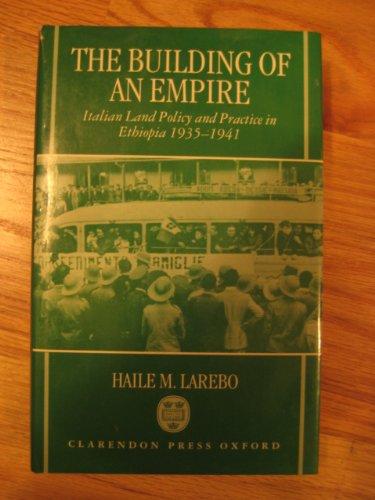 THE BUILDING OF
AN EMPIRE
Italian Land Policy and Practice in
Ethiopia 1935–1941
HAILE M. LAREBO
CLARENDON PRESS OXFORD